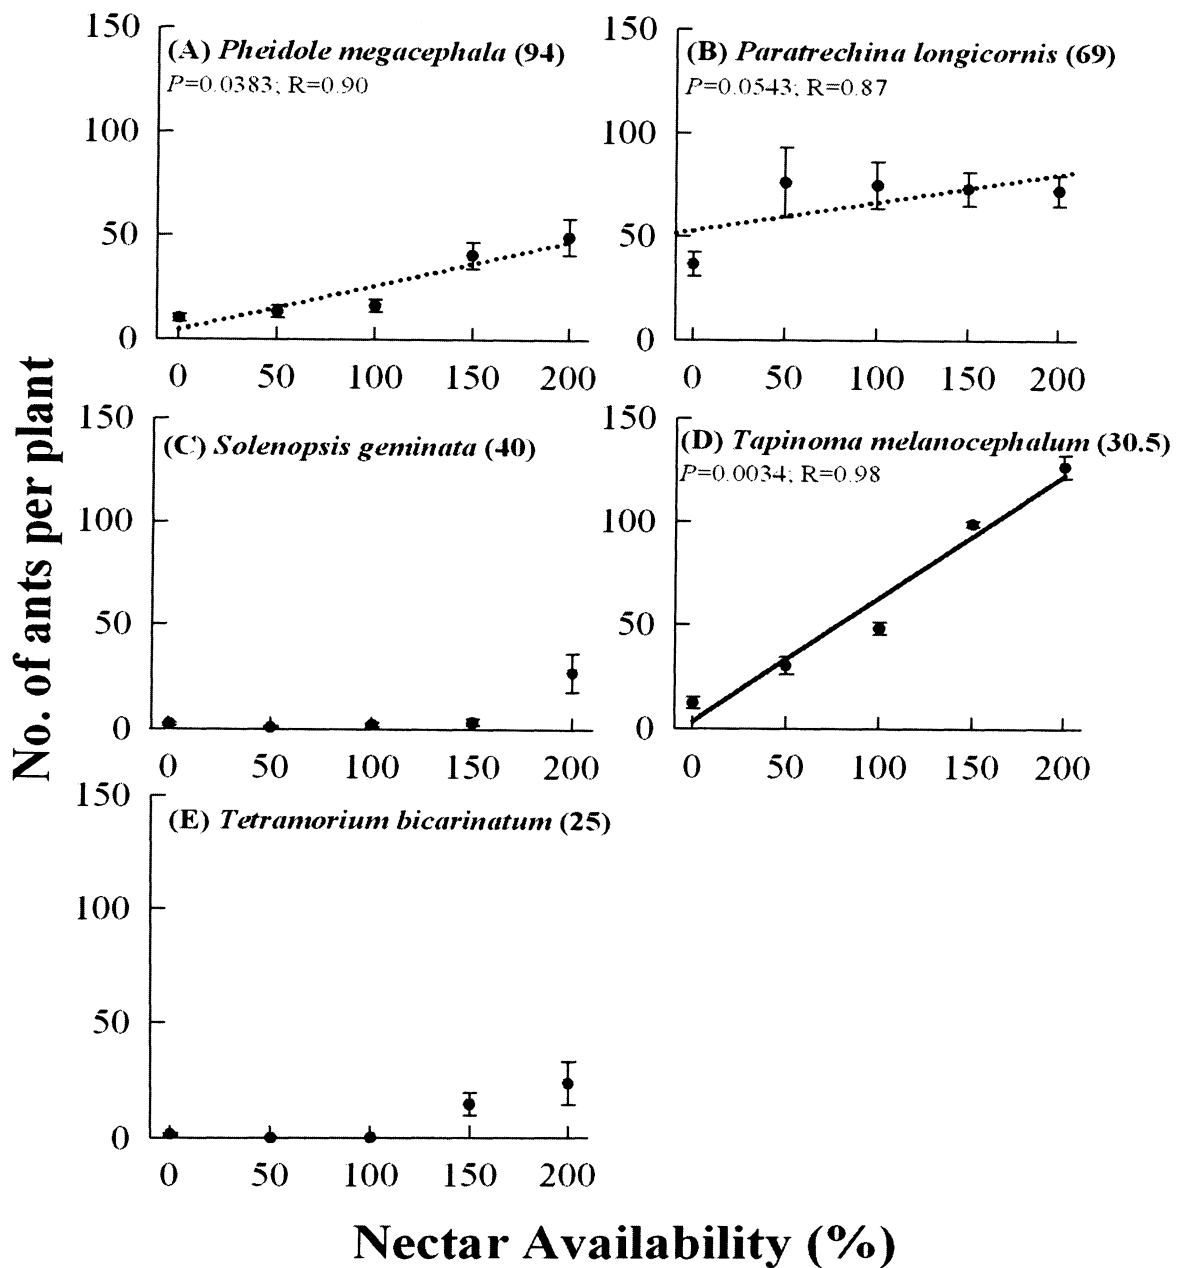 150
(A) Pheidole megacephala (94)
P=0.0383; R=0.90
100
50
0
0 50 100 150 200
150
(B) Paratrechina longicornis (69)
P=0.0543; R=0.87
100
50
0
0 50 100 150 200
No. of ants per plant
150
(C) Solenopsis geminata (40)
100
50
0
0 50 100 150 200
150
(D) Tapinoma melanocephalum (30.5)
P=0.0034; R=0.98
100
50
0
0 50 100 150 200
150
(E) Tetramorium bicarinatum (25)
100
50
0
0 50 100 150 200
Nectar Availability (%)